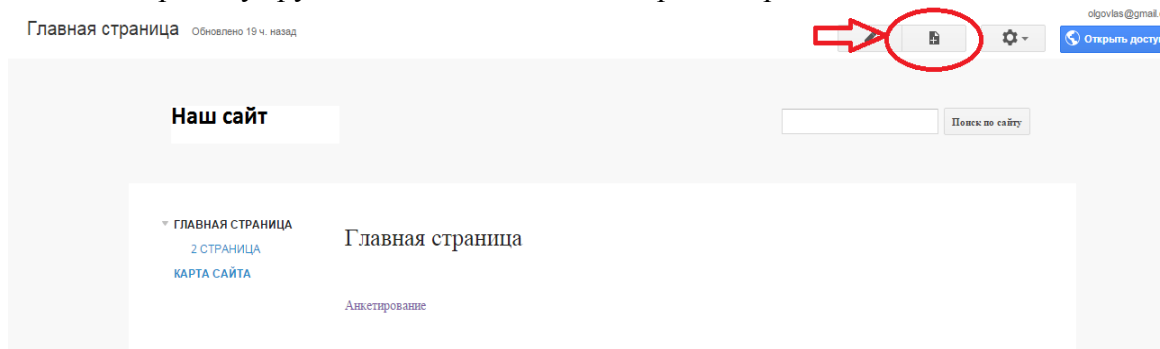 olgovlas@gmail.c
Главная страница Обновлено 19 ч. назад
Открыть доступ
Наш сайт
Поиск по сайту
ГЛАВНАЯ СТРАНИЦА
2 СТРАНИЦА
КАРТА САЙТА
Главная страница
Анкетирование